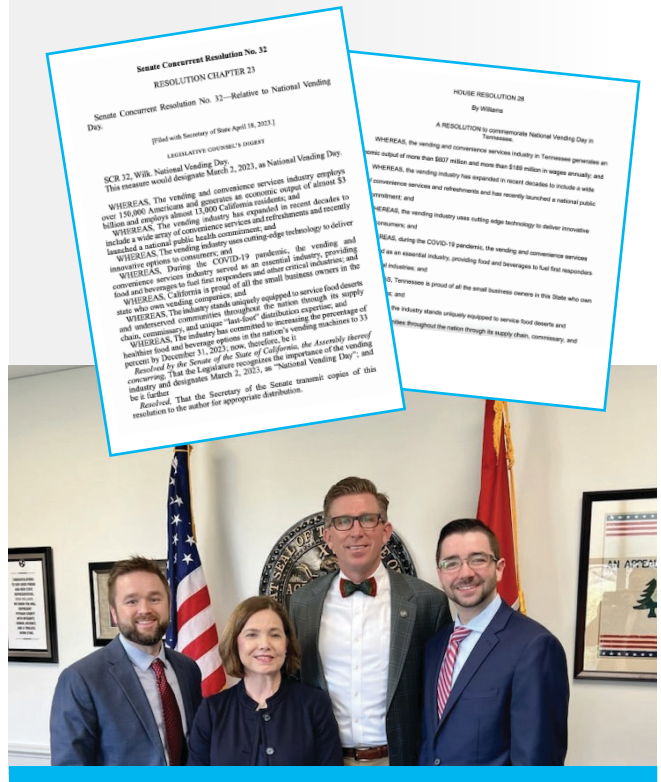 Senate Concurrent Resolution No. 32
RESOLUTION CHAPTER 23
Senate Concurrent Resolution No. 32—Relative to National Vending
Day.
[Filed with Secretary of State April 18, 2023.]
LEGISLATIVE COUNSEL'S DIGEST
SCR 32, Wilk. National Vending Day.
This measure would designate March 2, 2023, as National Vending Day.
WHEREAS, The vending and convenience services industry employs
over 150,000 Americans and generates an economic output of almost $3
billion and employs almost 13,000 California residents; and
WHEREAS, The vending industry has expanded in recent decades to
include a wide array of convenience services and refreshments and recently
launched a national public health commitment; and
WHEREAS, The vending industry uses cutting-edge technology to deliver
innovative options to consumers; and
WHEREAS, During the COVID-19 pandemic, the vending and
convenience services industry served as an essential industry, providing
food and beverages to fuel first responders and other critical industries; and
WHEREAS, California is proud of all the small business owners in the
state who own vending companies; and
WHEREAS, The industry stands uniquely equipped to service food deserts
and underserved communities throughout the nation through its supply
chain, commissary, and unique "last-foot" distribution expertise; and
WHEREAS, The industry has committed to increasing the percentage of
healthier food and beverage options in the nation's vending machines to 33
percent by December 31, 2023; now, therefore, be it
Resolved by the Senate of the State of California, the Assembly thereof
concurring, That the Legislature recognizes the importance of the vending
industry and designates March 2, 2023, as "National Vending Day"; and
be it further
Resolved, That the Secretary of the Senate transmit copies of this
resolution to the author for appropriate distribution.
HOUSE RESOLUTION 28
By Williams
A RESOLUTION to commemorate National Vending Day in
Tennessee.
WHEREAS, the vending and convenience services industry in Tennessee generates an
omic output of more than $607 million and more than $189 million in wages annually; and
WHEREAS, the vending industry has expanded in recent decades to include a wide
convenience services and refreshments and has recently launched a national public
mmitment; and
WHEREAS, the vending industry uses cutting edge technology to deliver innovative
onsumers; and
REAS, during the COVID-19 pandemic, the vending and convenience services
d as an essential industry, providing food and beverages to fuel first responders
al industries; and
S, Tennessee is proud of all the small business owners in this State who own
s; and
the industry stands uniquely equipped to service food deserts and
nities throughout the nation through its supply chain, commissary, and
SEAL OF THE
AN APPEAL